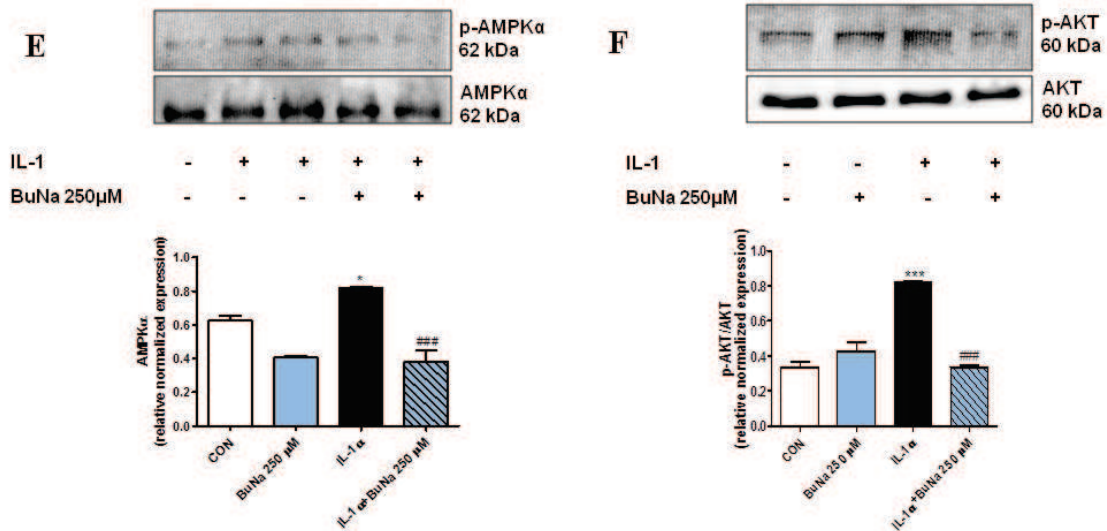 E
p-AMPKα
62 kDa
AMPKα
62 kDa
IL-1 - + + + +
BuNa 250µM - - - + +
AMPKα
(relative normalized expression)
1.0
0.8
0.6
0.4
0.2
0.0
*
###
CON
BuNa 250 µM
IL-1 α
IL-1 α+BuNa 250 µM
F
p-AKT
60 kDa
AKT
60 kDa
IL-1 - - + +
BuNa 250µM - + - +
p-AKT/AKT
(relative normalized expression)
1.0
0.8
0.6
0.4
0.2
0.0
***
###
CON
BuNa 250 µM
IL-1α
IL-1α+BuNa 250 µM